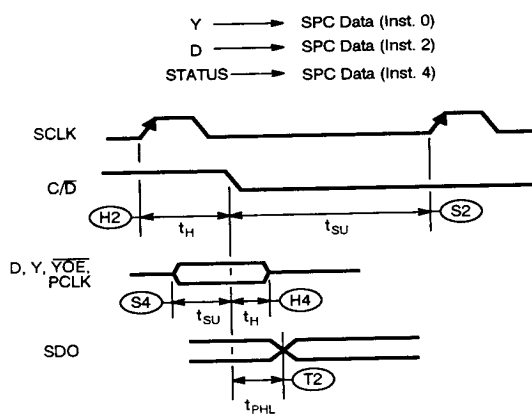 Y → SPC Data (Inst. 0)
D → SPC Data (Inst. 2)
STATUS → SPC Data (Inst. 4)
SCLK
C/D̅
H2 tH tSU S2
D, Y, Y̅O̅E̅,
PCLK
S4 tSU tH H4
SDO
T2
tPHL